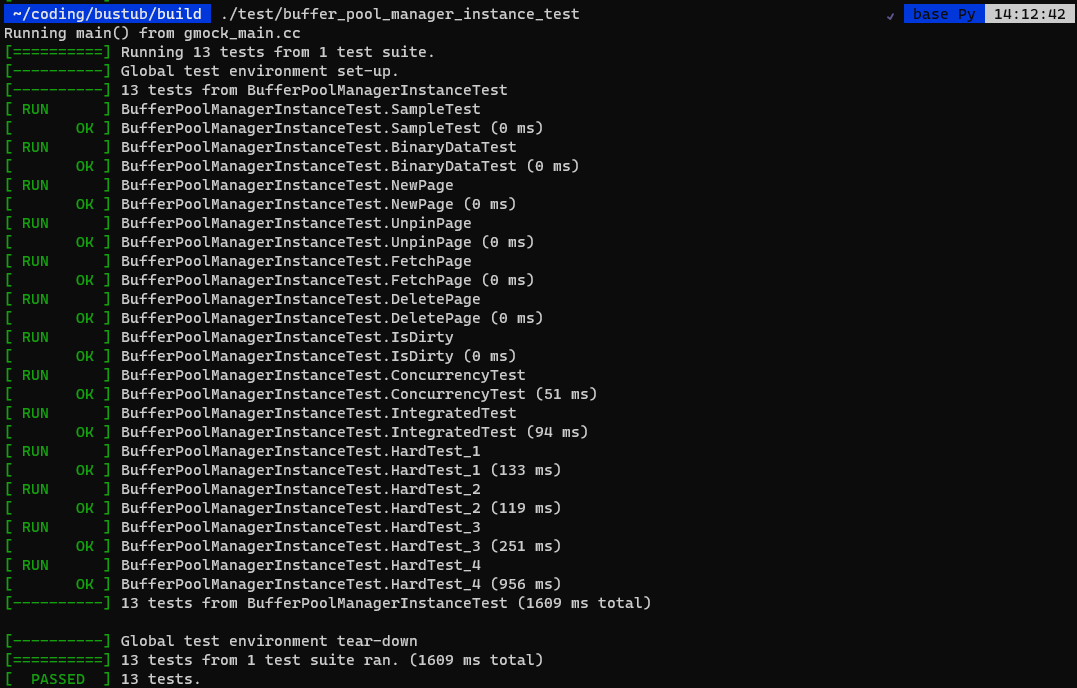 ~/coding/bustub/build ./test/buffer_pool_manager_instance_test ✓ base Py 14:12:42
Running main() from gmock_main.cc
[==========] Running 13 tests from 1 test suite.
[----------] Global test environment set-up.
[----------] 13 tests from BufferPoolManagerInstanceTest
[ RUN      ] BufferPoolManagerInstanceTest.SampleTest
[       OK ] BufferPoolManagerInstanceTest.SampleTest (0 ms)
[ RUN      ] BufferPoolManagerInstanceTest.BinaryDataTest
[       OK ] BufferPoolManagerInstanceTest.BinaryDataTest (0 ms)
[ RUN      ] BufferPoolManagerInstanceTest.NewPage
[       OK ] BufferPoolManagerInstanceTest.NewPage (0 ms)
[ RUN      ] BufferPoolManagerInstanceTest.UnpinPage
[       OK ] BufferPoolManagerInstanceTest.UnpinPage (0 ms)
[ RUN      ] BufferPoolManagerInstanceTest.FetchPage
[       OK ] BufferPoolManagerInstanceTest.FetchPage (0 ms)
[ RUN      ] BufferPoolManagerInstanceTest.DeletePage
[       OK ] BufferPoolManagerInstanceTest.DeletePage (0 ms)
[ RUN      ] BufferPoolManagerInstanceTest.IsDirty
[       OK ] BufferPoolManagerInstanceTest.IsDirty (0 ms)
[ RUN      ] BufferPoolManagerInstanceTest.ConcurrencyTest
[       OK ] BufferPoolManagerInstanceTest.ConcurrencyTest (51 ms)
[ RUN      ] BufferPoolManagerInstanceTest.IntegratedTest
[       OK ] BufferPoolManagerInstanceTest.IntegratedTest (94 ms)
[ RUN      ] BufferPoolManagerInstanceTest.HardTest_1
[       OK ] BufferPoolManagerInstanceTest.HardTest_1 (133 ms)
[ RUN      ] BufferPoolManagerInstanceTest.HardTest_2
[       OK ] BufferPoolManagerInstanceTest.HardTest_2 (119 ms)
[ RUN      ] BufferPoolManagerInstanceTest.HardTest_3
[       OK ] BufferPoolManagerInstanceTest.HardTest_3 (251 ms)
[ RUN      ] BufferPoolManagerInstanceTest.HardTest_4
[       OK ] BufferPoolManagerInstanceTest.HardTest_4 (956 ms)
[----------] 13 tests from BufferPoolManagerInstanceTest (1609 ms total)
[----------] Global test environment tear-down
[==========] 13 tests from 1 test suite ran. (1609 ms total)
[  PASSED  ] 13 tests.